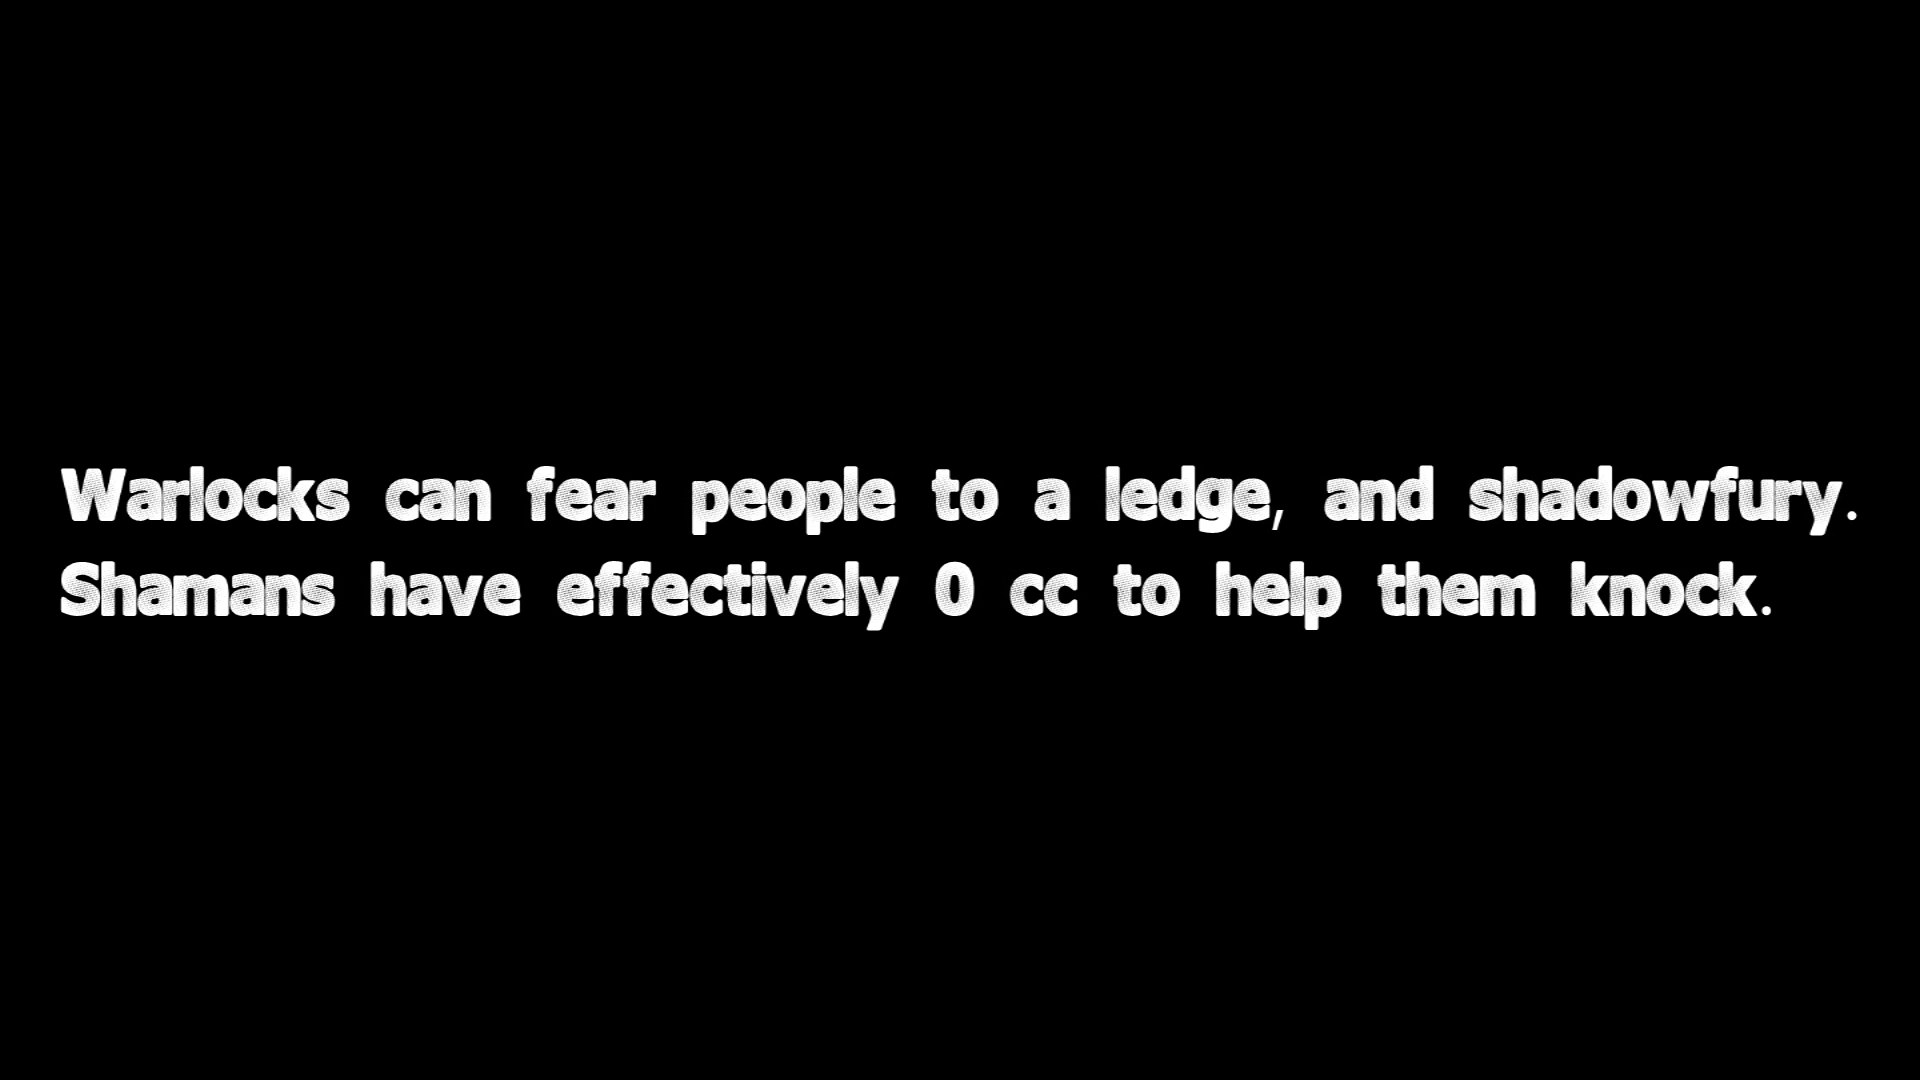 Warlocks can fear people to a ledge, and shadowfury.
Shamans have effectively 0 cc to help them knock.